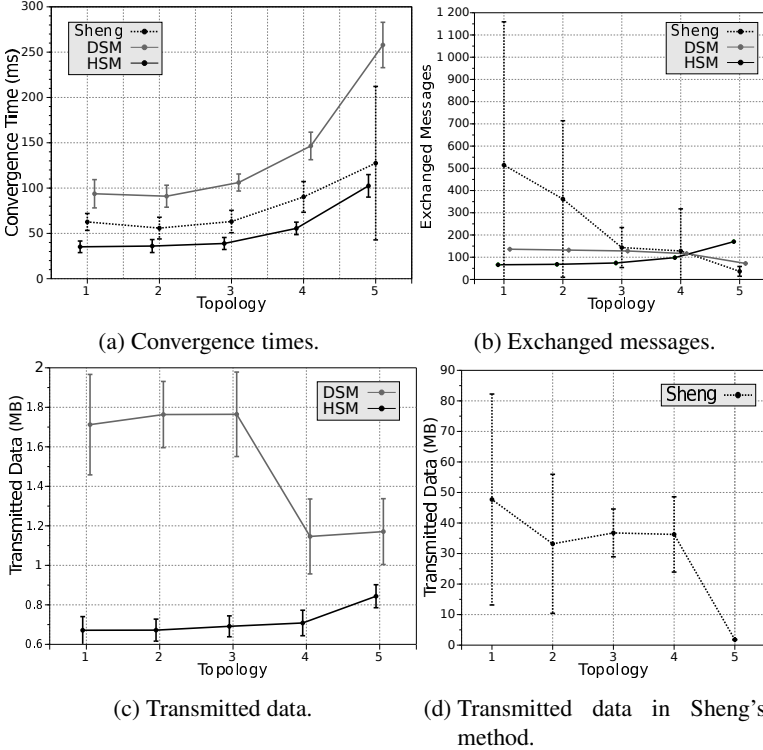 300
250
200
150
100
50
0
Convergence Time (ms)
Sheng
DSM
HSM
1 2 3 4 5
Topology
(a) Convergence times.
1 200
1 100
1 000
900
800
700
600
500
400
300
200
100
0
Exchanged Messages
Sheng
DSM
HSM
1 2 3 4 5
Topology
(b) Exchanged messages.
2
1.8
1.6
1.4
1.2
1
0.8
0.6
Transmitted Data (MB)
DSM
HSM
1 2 3 4 5
Topology
(c) Transmitted data.
90
80
70
60
50
40
30
20
10
0
Transmitted Data (MB)
Sheng
1 2 3 4 5
Topology
(d) Transmitted data in Sheng's
method.